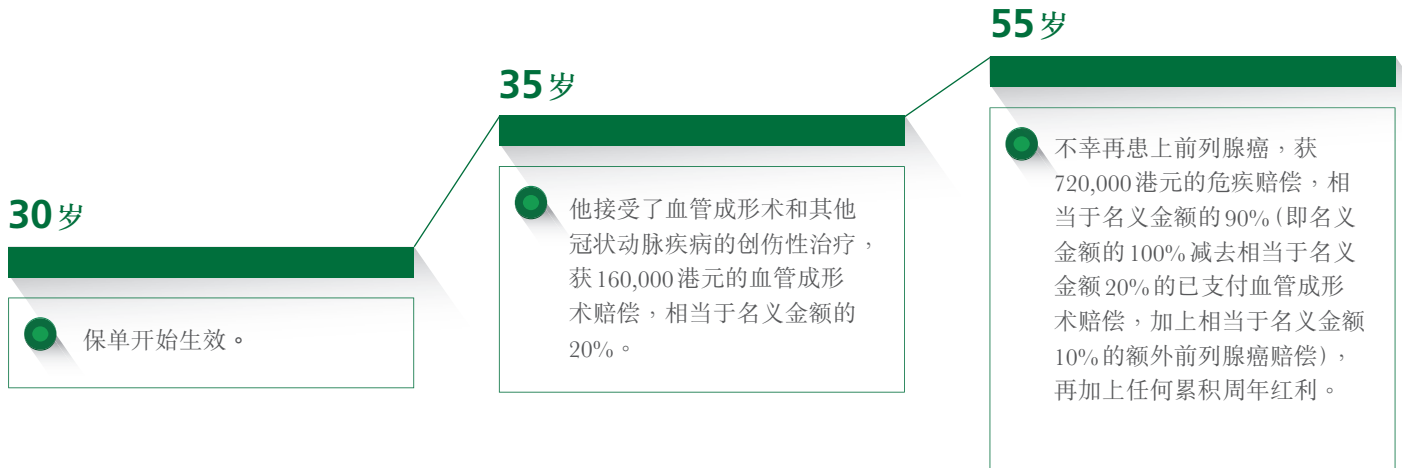 30岁
保单开始生效。
35岁
他接受了血管成形术和其他
冠状动脉疾病的创伤性治疗，
获160,000港元的血管成形
术赔偿，相当于名义金额的
20%。
55岁
不幸再患上前列腺癌，获
720,000港元的危疾赔偿，相
当于名义金额的90%（即名义
金额的100%减去相当于名义
金额20%的已支付血管成形
术赔偿，加上相当于名义金额
10%的额外前列腺癌赔偿），
再加上任何累积周年红利。